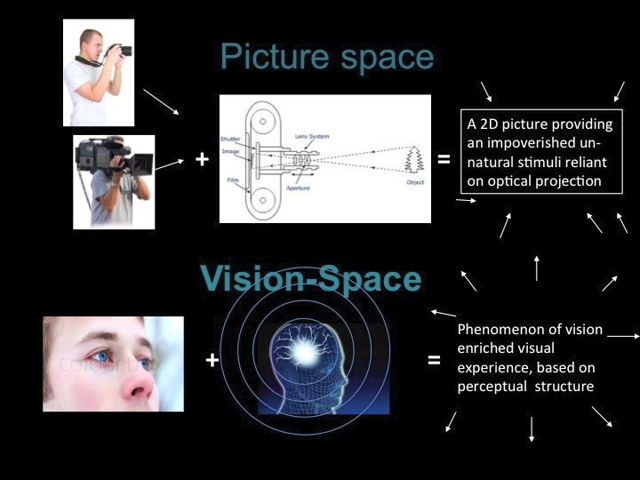 Picture space
+
Shutter
Image
Film
Lens System
Aperture
Object
=
A 2D picture providing
an impoverished un-
natural stimuli reliant
on optical projection
Vision-Space
+
=
Phenomenon of vision
enriched visual
experience, based on
perceptual structure